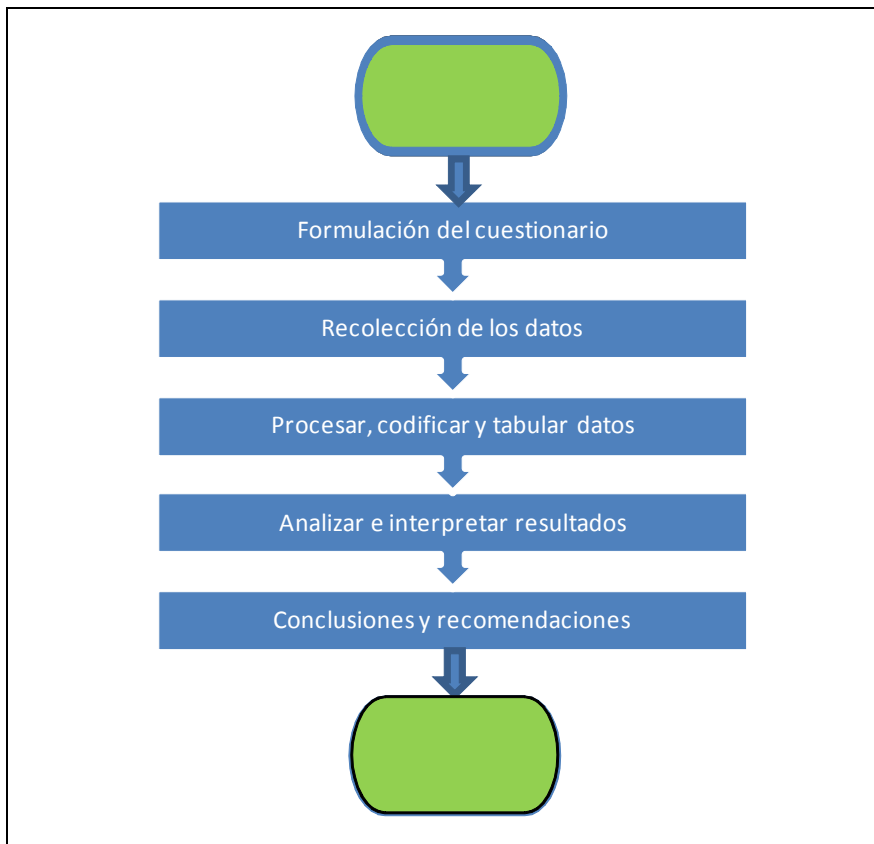 Formulación del cuestionario
Recolección de los datos
Procesar, codificar y tabular datos
Analizar e interpretar resultados
Conclusiones y recomendaciones